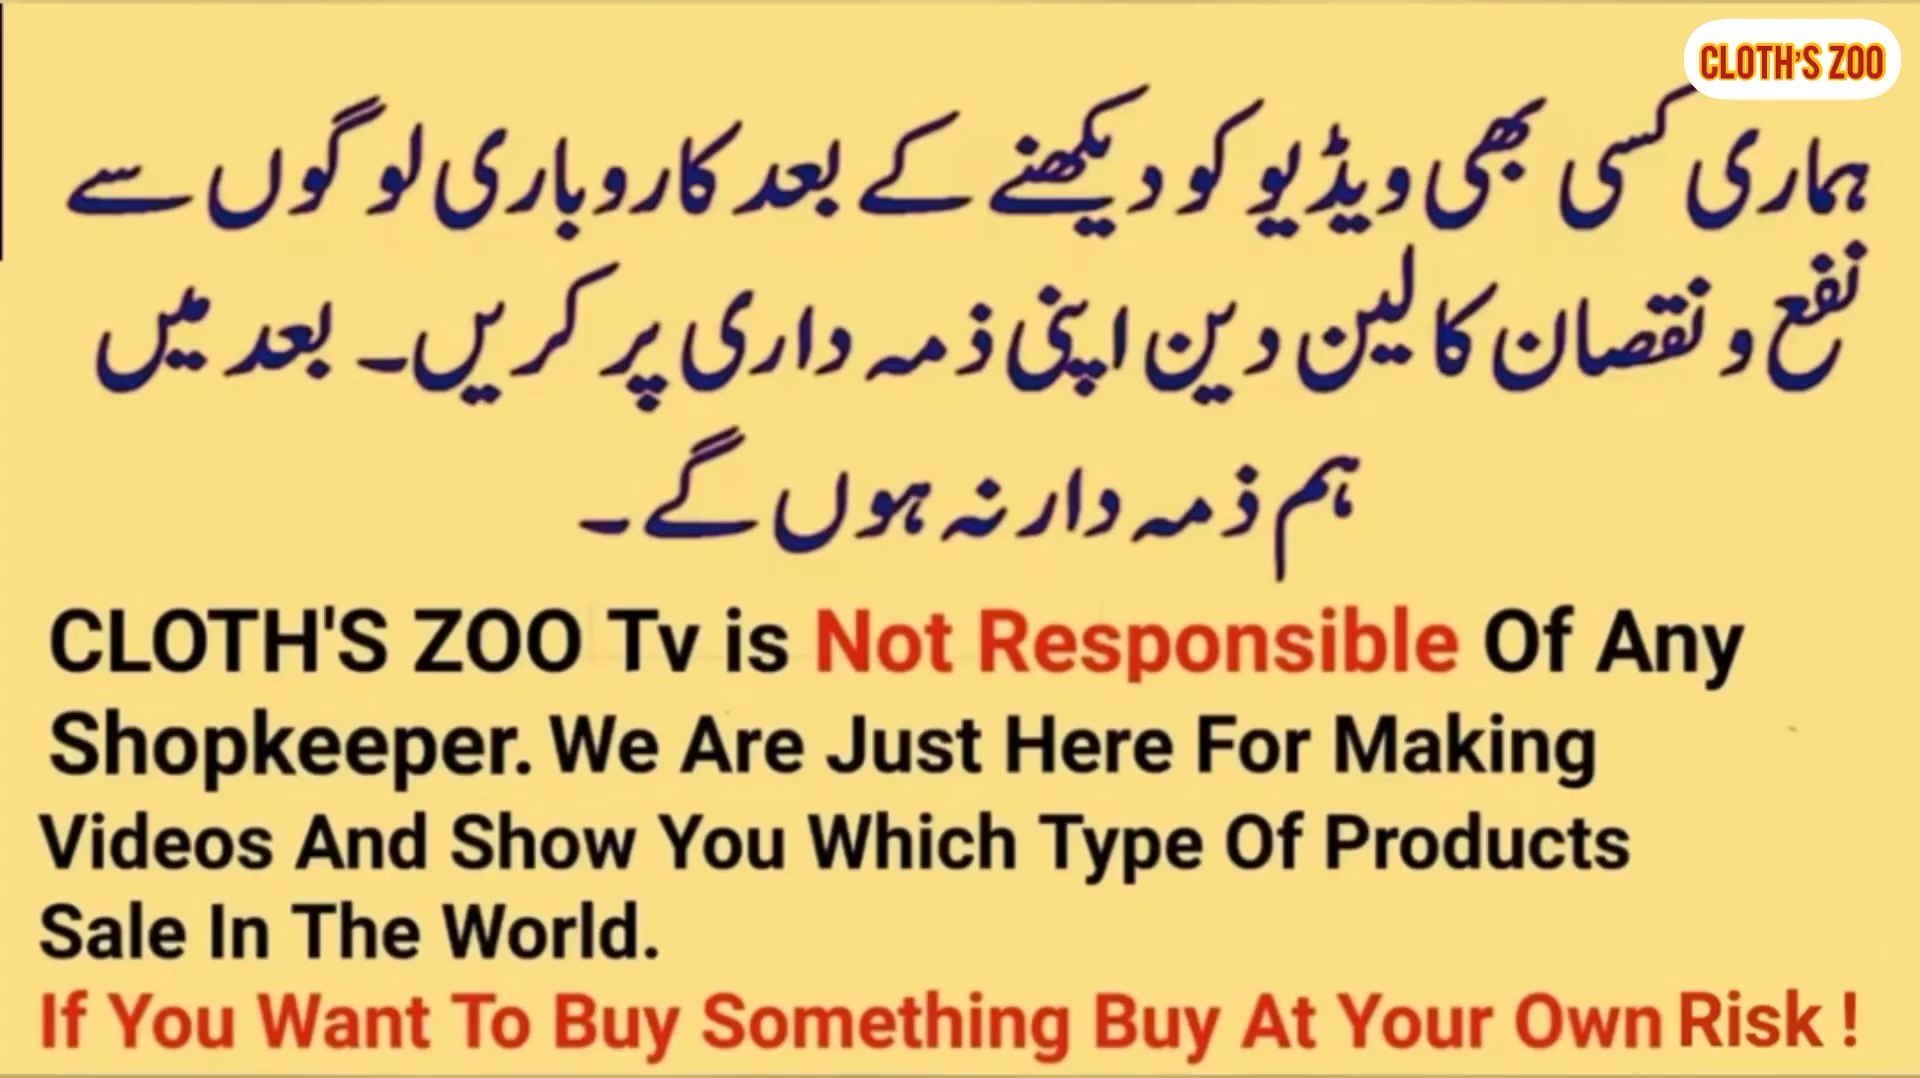 CLOTH'S ZOO
ہماری کسی بھی ویڈیو کو دیکھنے کے بعد کاروباری لوگوں سے
نفع و نقصان کا لین دین اپنی ذمہ داری پر کریں۔ بعد میں
ہم ذمہ دار نہ ہوں گے۔
CLOTH'S ZOO Tv is Not Responsible Of Any
Shopkeeper. We Are Just Here For Making
Videos And Show You Which Type Of Products
Sale In The World.
If You Want To Buy Something Buy At Your Own Risk !